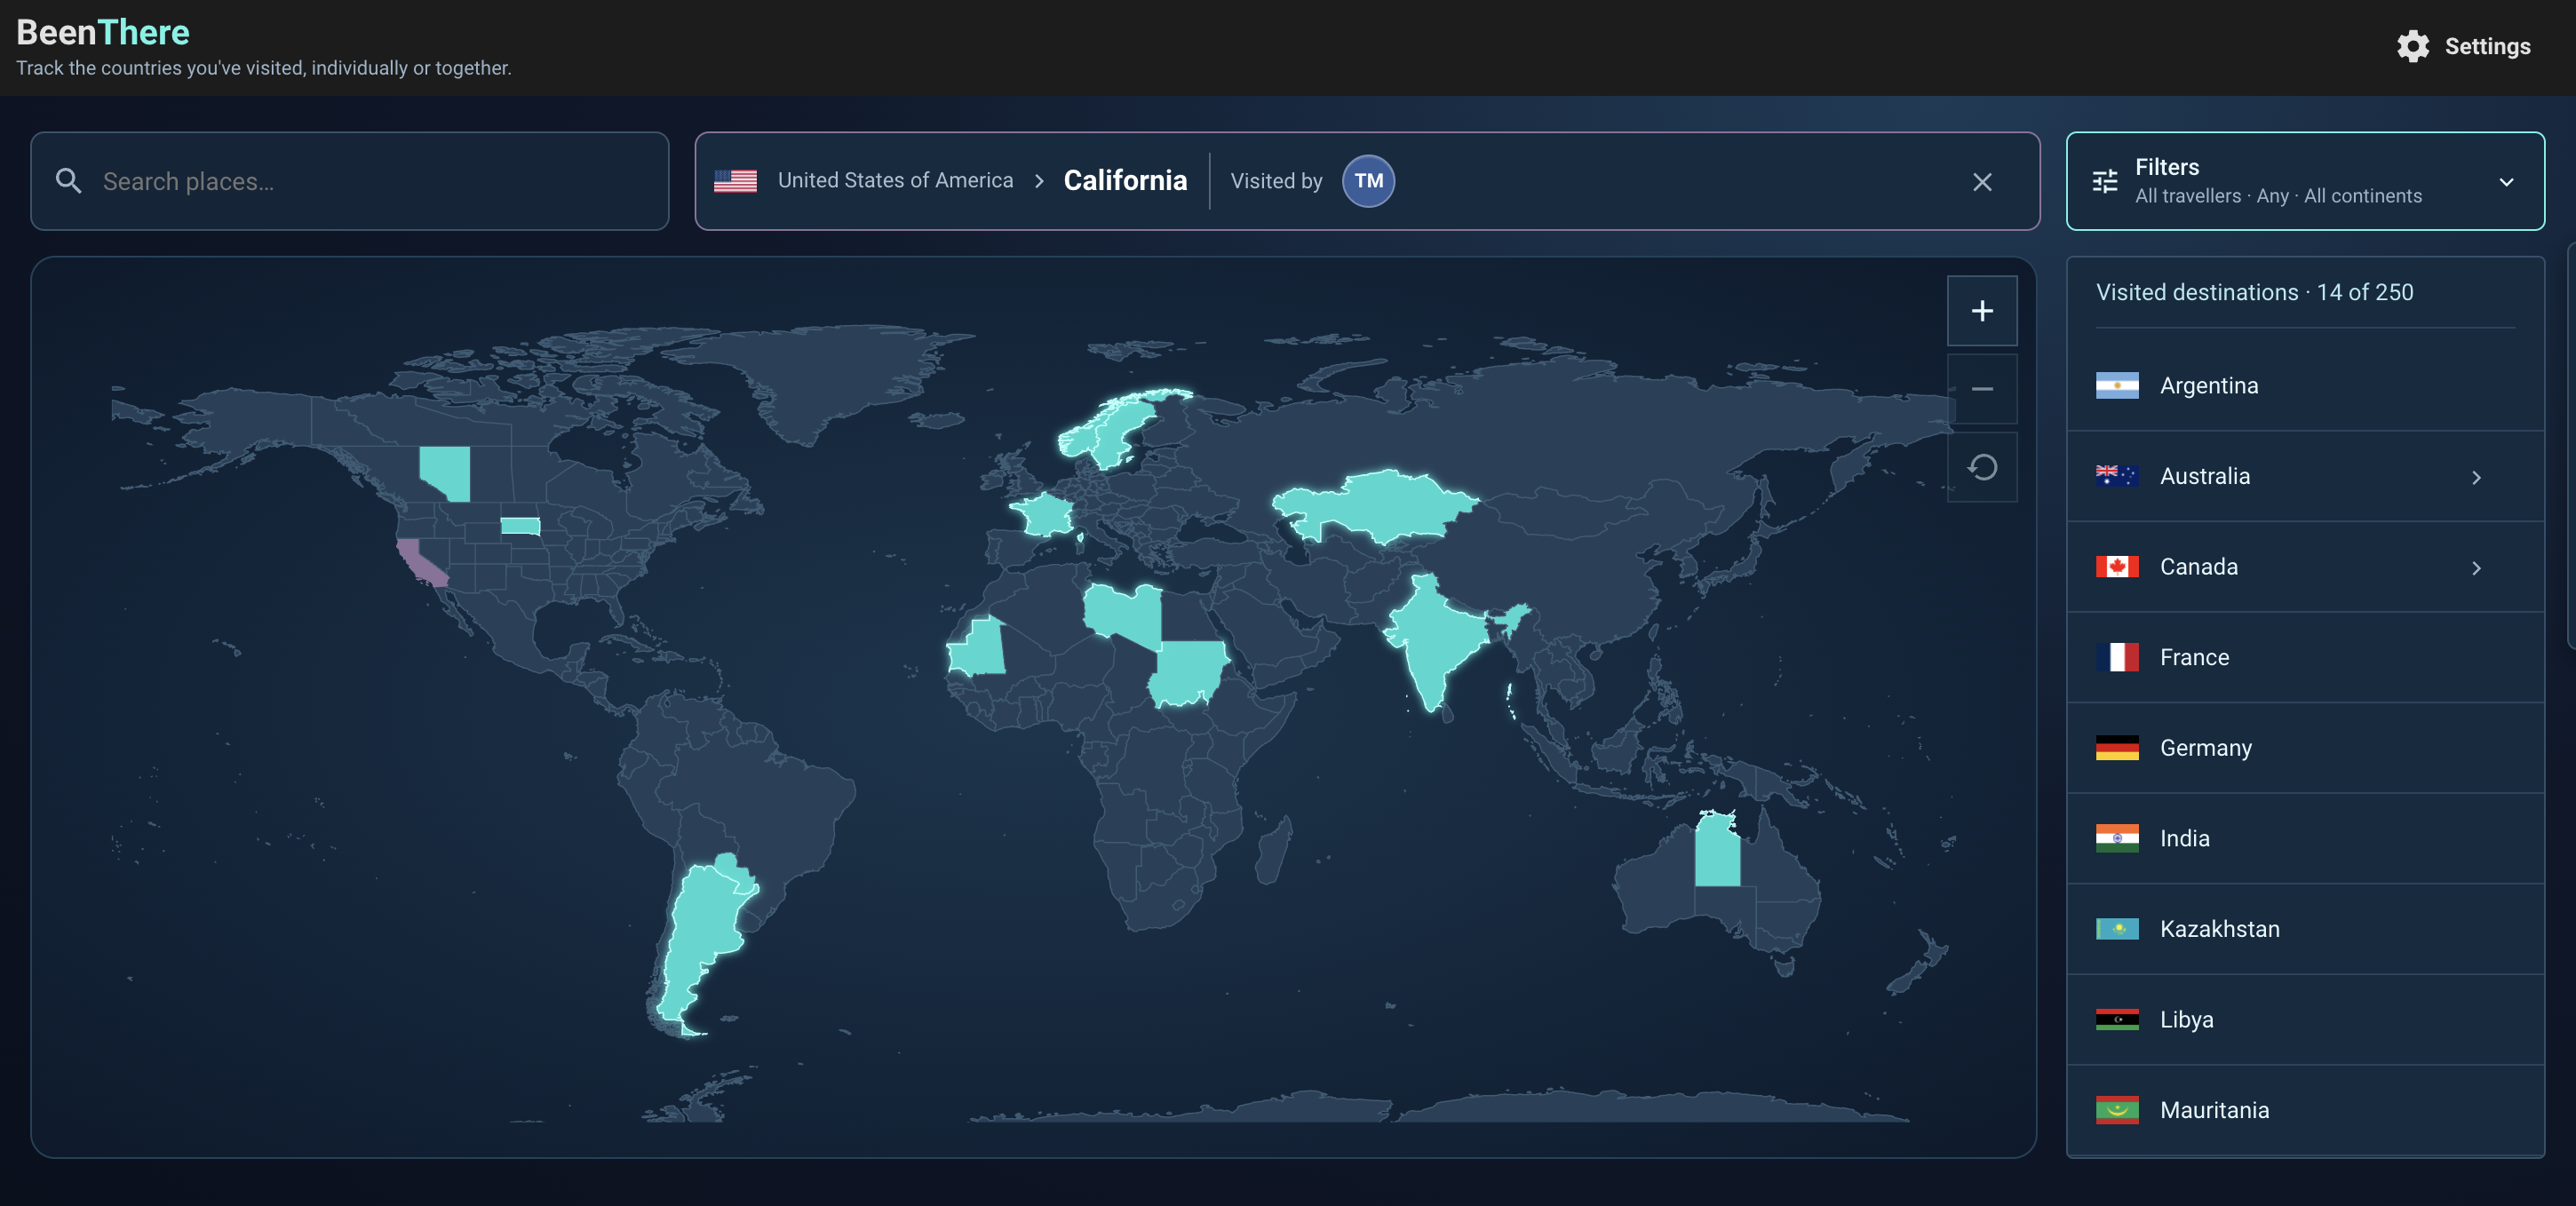 BeenThere
Track the countries you've visited, individually or together.
Settings
Search places...
United States of America
California
Visited by
TM
Filters
All travellers · Any · All continents
Visited destinations · 14 of 250
Argentina
Australia
Canada
France
Germany
India
Kazakhstan
Libya
Mauritania